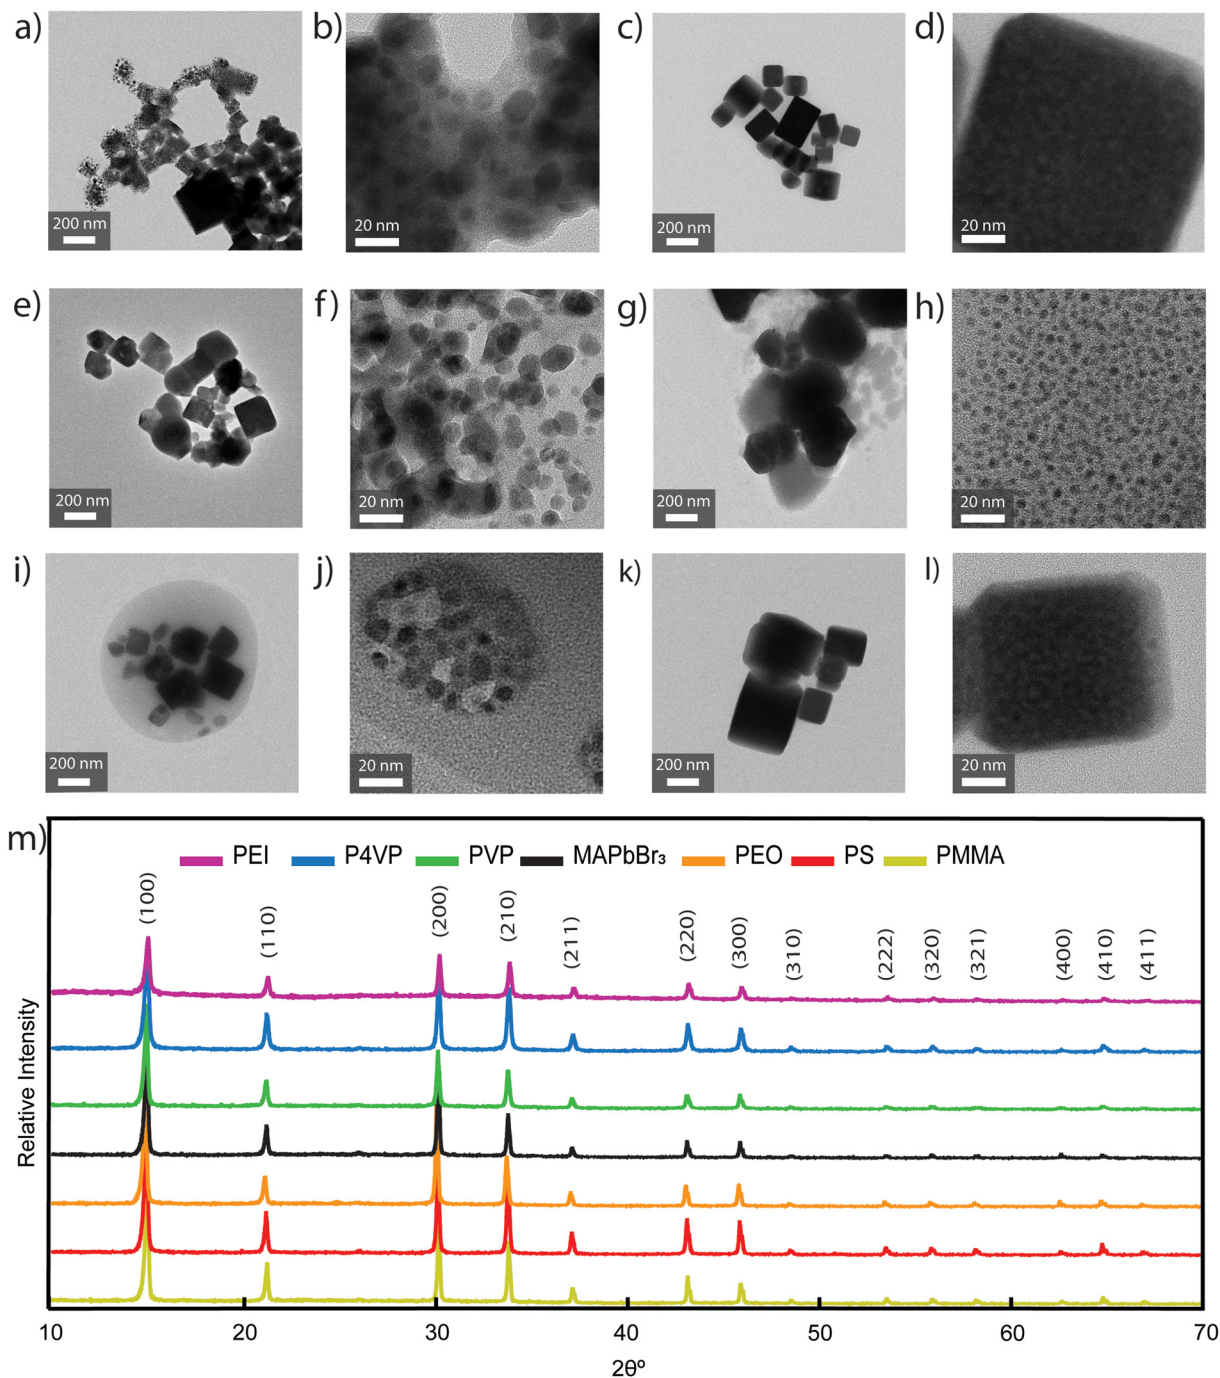 a) b) c) d)
200 nm 20 nm 200 nm 20 nm
e) f) g) h)
200 nm 20 nm 200 nm 20 nm
i) j) k) l)
200 nm 20 nm 200 nm 20 nm
m)
PEI P4VP PVP MAPbBr₃ PEO PS PMMA
(100) (110) (200) (210) (211) (220) (300) (310) (222) (320) (321) (400) (410) (411)
Relative Intensity
10 20 30 40 50 60 70
2θº